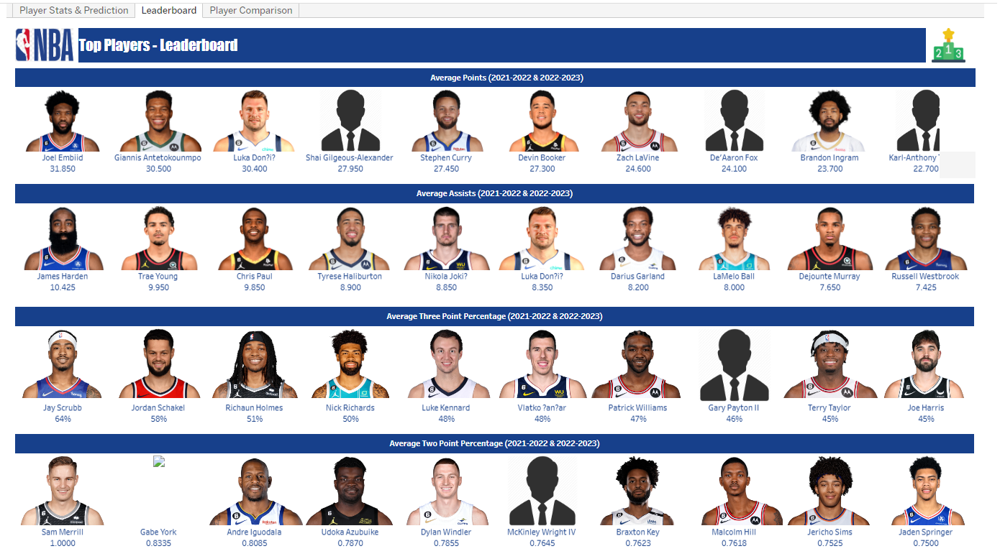 Player Stats & Prediction Leaderboard Player Comparison
NBA Top Players - Leaderboard
2 1 3
Average Points (2021-2022 & 2022-2023)
Joel Embiid Giannis Antetokounmpo Luka Don?i? Shai Gilgeous-Alexander Stephen Curry Devin Booker Zach LaVine De'Aaron Fox Brandon Ingram Karl-Anthony
31.850 30.500 30.400 27.950 27.450 27.300 24.600 24.100 23.700 22.700
Average Assists (2021-2022 & 2022-2023)
James Harden Trae Young Chris Paul Tyrese Haliburton Nikola Joki? Luka Don?i? Darius Garland LaMelo Ball Dejounte Murray Russell Westbrook
10.425 9.950 9.850 8.900 8.850 8.350 8.200 8.000 7.650 7.425
Average Three Point Percentage (2021-2022 & 2022-2023)
Jay Scrubb Jordan Schakel Richaun Holmes Nick Richards Luke Kennard Vlatko ?an?ar Patrick Williams Gary Payton II Terry Taylor Joe Harris
64% 58% 51% 50% 48% 48% 47% 46% 45% 45%
Average Two Point Percentage (2021-2022 & 2022-2023)
Sam Merrill Gabe York Andre Iguodala Udoka Azubuike Dylan Windler McKinley Wright IV Braxton Key Malcolm Hill Jericho Sims Jaden Springer
1.0000 0.8335 0.8085 0.7870 0.7855 0.7645 0.7623 0.7618 0.7525 0.7500